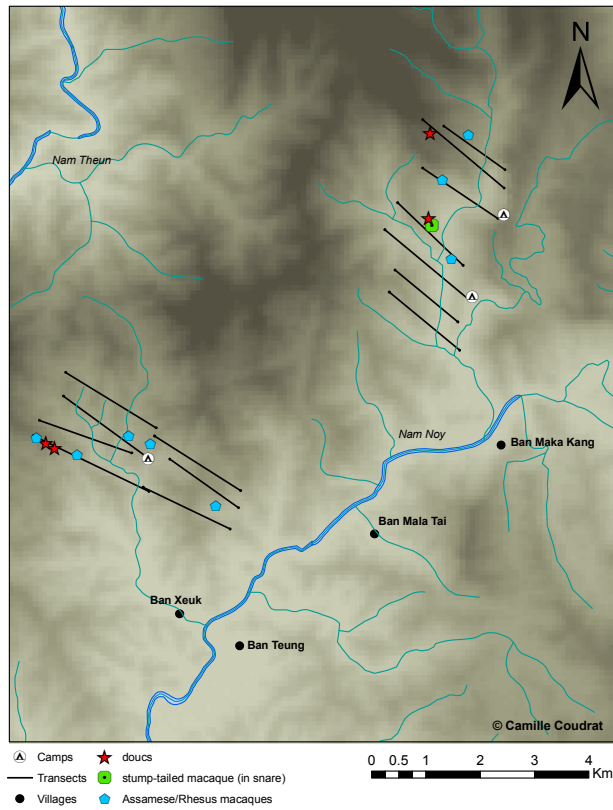 N
Nam Theun
Nam Noy
Ban Maka Kang
Ban Mala Tai
Ban Xeuk
Ban Teung
© Camille Coudrat
Camps
doucs
Transects
stump-tailed macaque (in snare)
Villages
Assamese/Rhesus macaques
0 0.5 1 2 3 4
Km